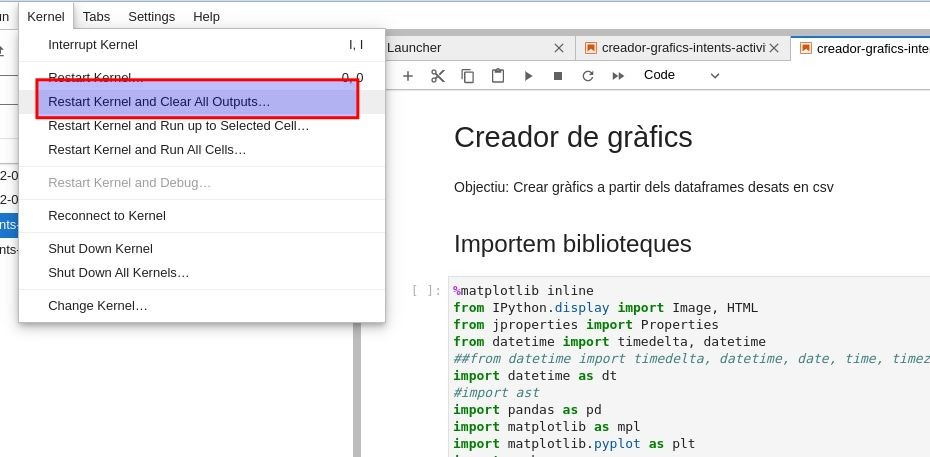 Kernel Tabs Settings Help
Interrupt Kernel I, I
Restart Kernel… 0, 0
Restart Kernel and Clear All Outputs…
Restart Kernel and Run up to Selected Cell…
Restart Kernel and Run All Cells…
Restart Kernel and Debug…
Reconnect to Kernel
Shut Down Kernel
Shut Down All Kernels…
Change Kernel…
2-0
2-0
nts-
nts-
Launcher
creador-grafics-intents-activi
creador-grafics-inte
Code
Creador de gràfics
Objectiu: Crear gràfics a partir dels dataframes desats en csv
Importem biblioteques
[ ]:
%matplotlib inline
from IPython.display import Image, HTML
from jproperties import Properties
from datetime import timedelta, datetime
##from datetime import timedelta, datetime, date, time, timez
import datetime as dt
#import ast
import pandas as pd
import matplotlib as mpl
import matplotlib.pyplot as plt